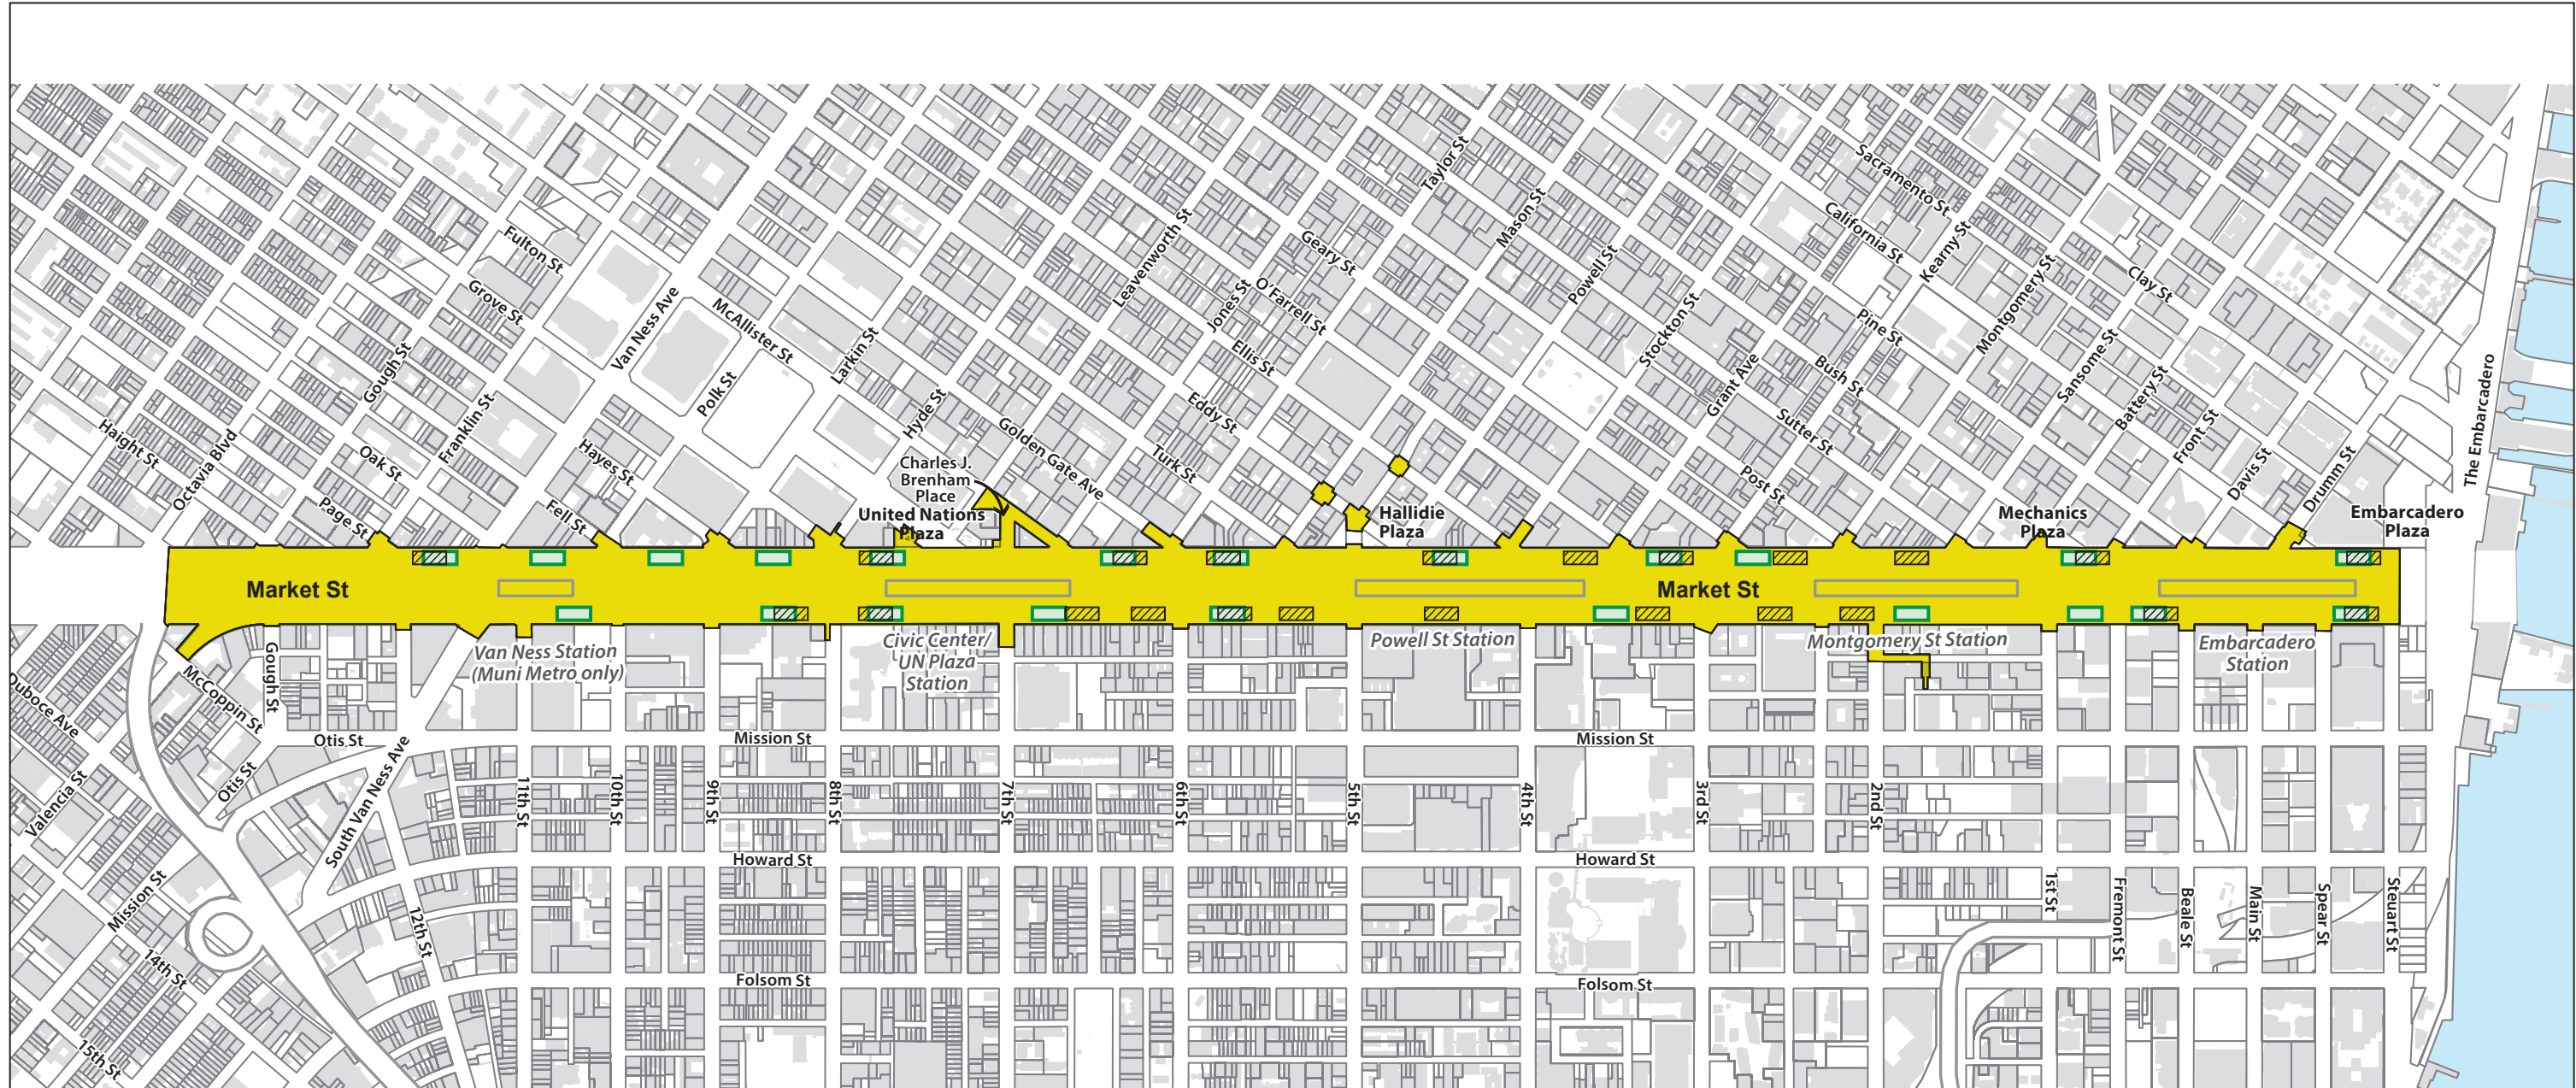 Sacramento St
Taylor St
California St
Mason St
Leavenworth St
Fulton St
Geary St
Kearny St
Powell St
Montgomery St
Clay St
Grove St
Van Ness Ave
McAllister St
Jones St
O'Farrell St
Stockton St
Pine St
Larkin St
Ellis St
Sansome St
Gough St
Polk St
Grant Ave
Bush St
Battery St
The Embarcadero
Haight St
Octavia Blvd
Oak St
Franklin St
Hayes St
Hyde St
Golden Gate Ave
Eddy St
Turk St
Sutter St
Post St
Front St
Davis St
Drumm St
Page St
Fell St
Charles J.
Brenham
Place
United Nations
Plaza
Hallidie
Plaza
Mechanics
Plaza
Embarcadero
Plaza
Market St
Market St
Van Ness Station
(Muni Metro only)
Civic Center/
UN Plaza
Station
Powell St Station
Montgomery St Station
Embarcadero
Station
Duboce Ave
McCoppin St
Gough St
Otis St
Mission St
Mission St
Valencia St
Otis St
South Van Ness Ave
11th St
10th St
9th St
8th St
7th St
6th St
5th St
4th St
3rd St
2nd St
Howard St
Howard St
Mission St
12th St
1st St
Fremont St
Beale St
Main St
Spear St
Steuart St
14th St
Folsom St
Folsom St
15th St